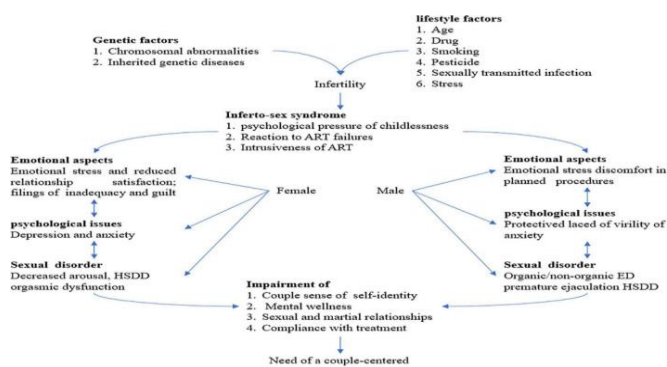 Genetic factors
1. Chromosomal abnormalities
2. Inherited genetic diseases
lifestyle factors
1. Age
2. Drug
3. Smoking
4. Pesticide
5. Sexually transmitted infection
6. Stress
Infertility
Inferto-sex syndrome
1. psychological pressure of childlessness
2. Reaction to ART failures
3. Intrusiveness of ART
Emotional aspects
Emotional stress and reduced
relationship satisfaction;
filings of inadequacy and guilt
psychological issues
Depression and anxiety
Sexual disorder
Decreased arousal, HSDD
orgasmic dysfunction
Female
Male
Emotional aspects
Emotional stress discomfort in
planned procedures
psychological issues
Protectived laced of virility of
anxiety
Sexual disorder
Organic/non-organic ED
premature ejaculation HSDD
Impairment of
1. Couple sense of self-identity
2. Mental wellness
3. Sexual and martial relationships
4. Compliance with treatment
Need of a couple-centered